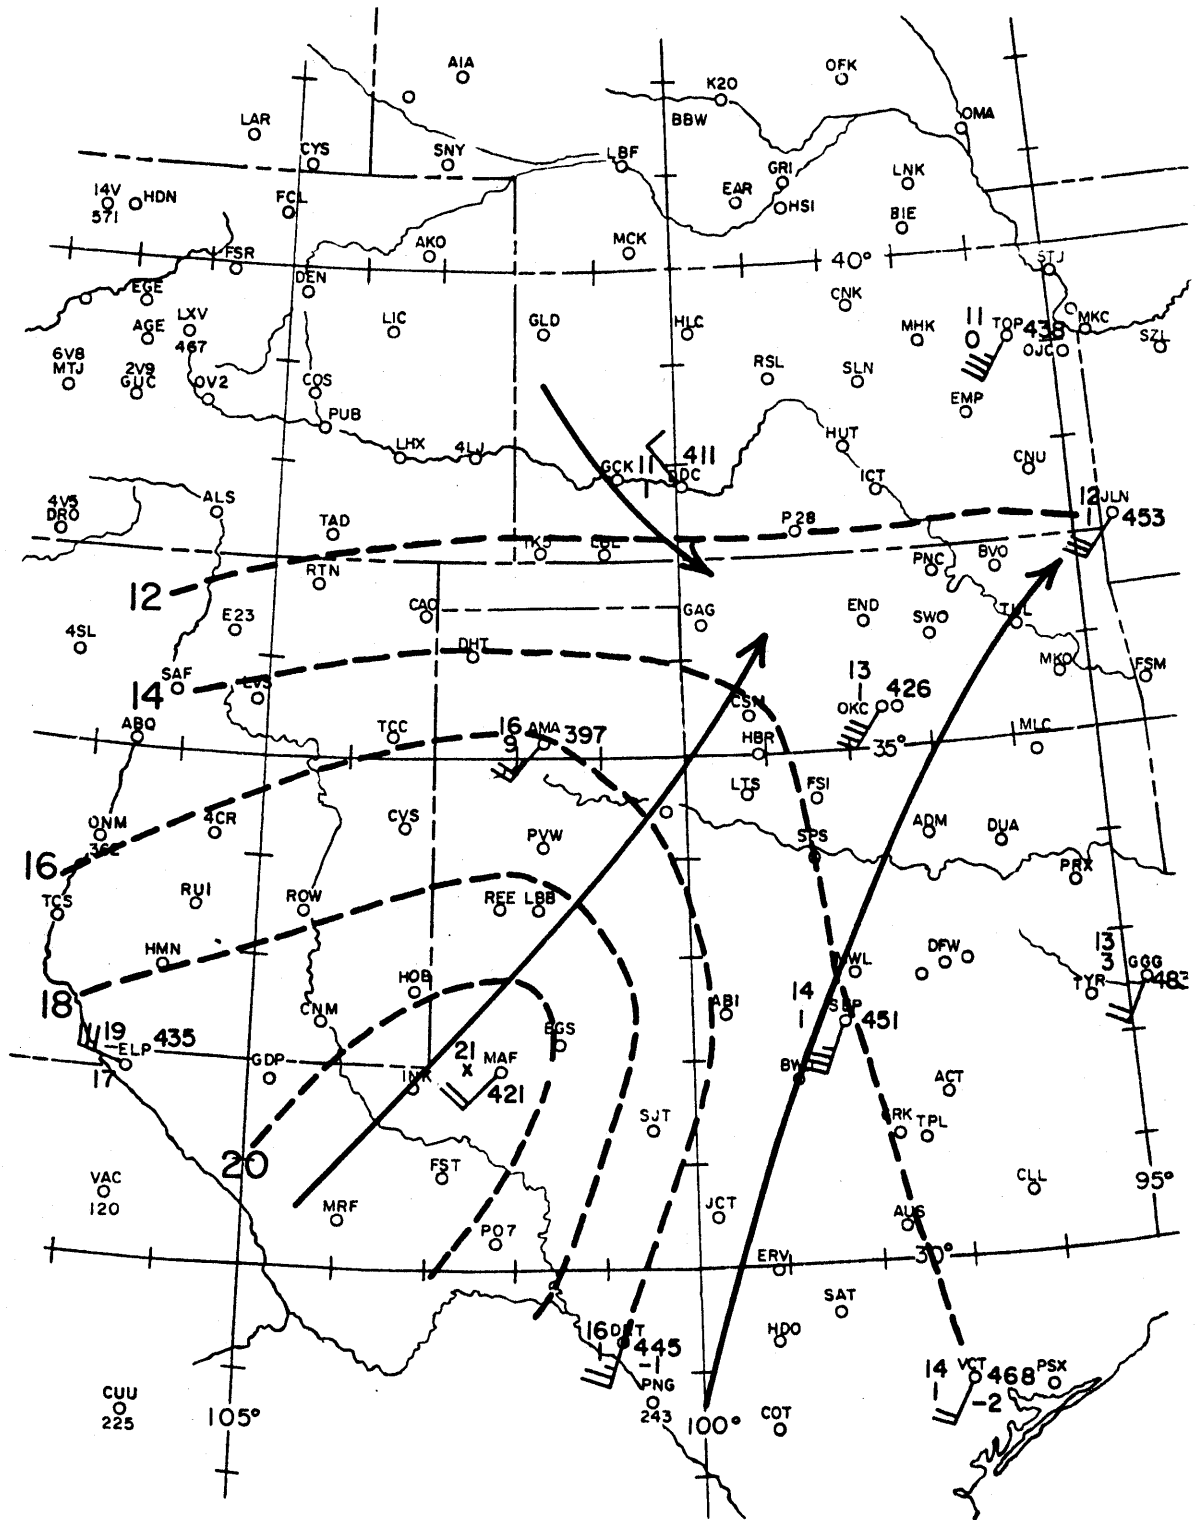 AIA
OFK
K20
BBW
OMA
LAR
CYS
SNY
LBF
GRI
LNK
14V
571
HDN
FCL
EAR
HSI
BIE
AKO
MCK
FSR
40°
STJ
DEN
EGE
CNK
AGE
LXV
467
LIC
GLD
HLC
MHK
11
0
TOP
438
OJC
MKC
SZL
6V8
MTJ
2V9
GUC
OV2
COS
RSL
SLN
EMP
PUB
LHX
4LJ
GCK
11
1
411
DDC
HUT
ICT
CNU
4V5
DRO
ALS
TAD
P28
12
1
JLN
453
LBL
RTN
PNC
BVO
12
E23
CAO
GAG
END
SWO
TUL
4SL
DHT
MKO
FSM
SAF
14
LVS
13
1
OKC
426
CSM
ABQ
TCC
16
9
AMA
397
HBR
35°
MLC
LTS
FSI
ONM
362
4CR
CVS
PVW
ADM
DUA
SPS
16
PRX
TCS
RUI
ROW
REE
LBB
HMN
DFW
13
3
GGG
483
TYR
18
HOB
CNM
MWL
14
1
SEP
451
ABI
BGS
19
ELP
435
17
GDP
21
x
MAF
421
INK
BW
ACT
SJT
TPL
20
FST
VAC
120
CLL
95°
MRF
JCT
AUS
P07
ERV
30°
SAT
HDO
16
1
DRT
445
-1
PNG
243
14
1
VCT
468
-2
PSX
CUU
225
105°
100°
COT